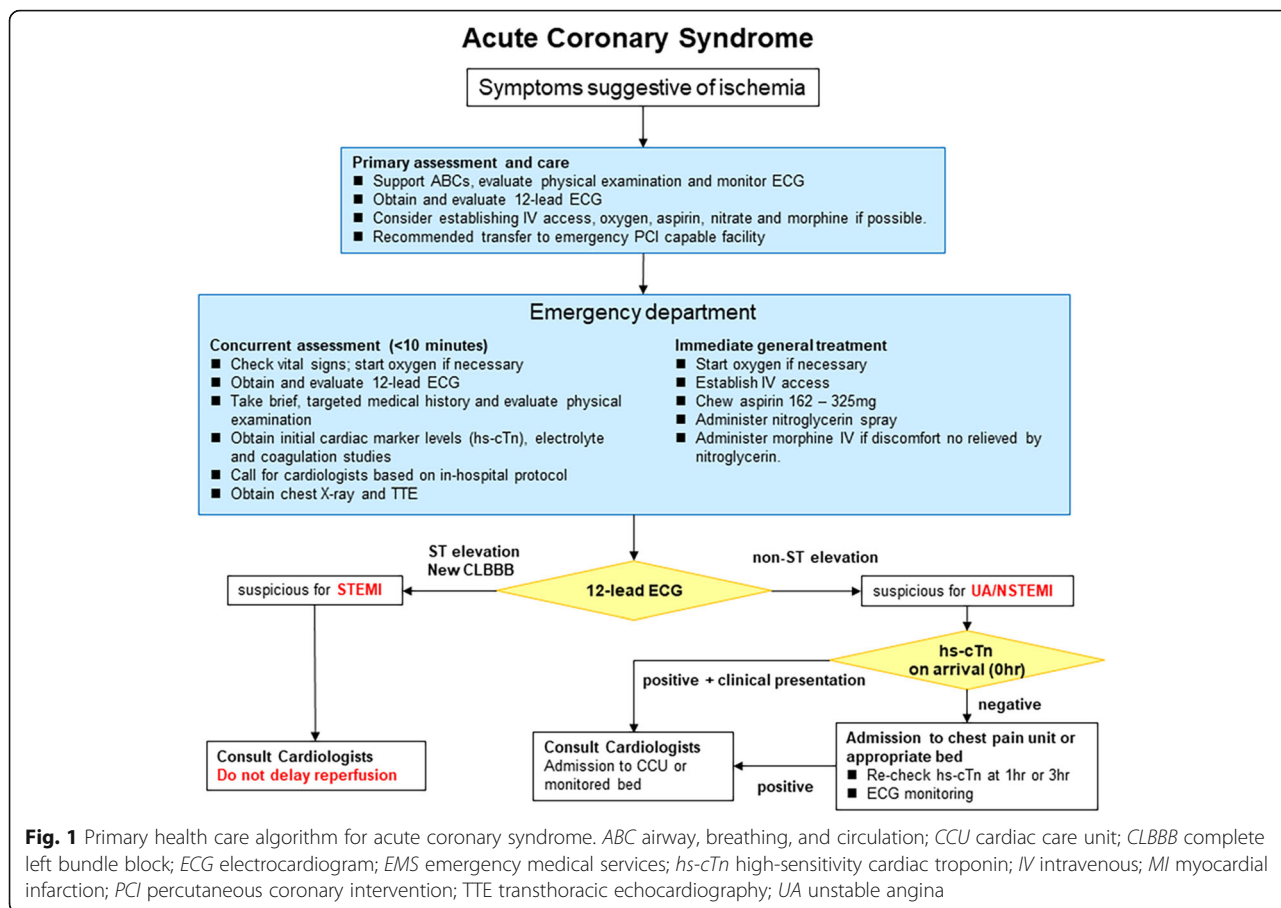 Acute Coronary Syndrome
Symptoms suggestive of ischemia
Primary assessment and care
■ Support ABCs, evaluate physical examination and monitor ECG
■ Obtain and evaluate 12-lead ECG
■ Consider establishing IV access, oxygen, aspirin, nitrate and morphine if possible.
■ Recommended transfer to emergency PCI capable facility
Emergency department
Concurrent assessment (<10 minutes)
■ Check vital signs; start oxygen if necessary
■ Obtain and evaluate 12-lead ECG
■ Take brief, targeted medical history and evaluate physical
examination
■ Obtain initial cardiac marker levels (hs-cTn), electrolyte
and coagulation studies
■ Call for cardiologists based on in-hospital protocol
■ Obtain chest X-ray and TTE
Immediate general treatment
■ Start oxygen if necessary
■ Establish IV access
■ Chew aspirin 162 – 325mg
■ Administer nitroglycerin spray
■ Administer morphine IV if discomfort no relieved by
nitroglycerin.
ST elevation
New CLBBB
non-ST elevation
suspicious for STEMI
12-lead ECG
suspicious for UA/NSTEMI
hs-cTn
on arrival (0hr)
positive + clinical presentation
negative
Consult Cardiologists
Do not delay reperfusion
Consult Cardiologists
Admission to CCU or
monitored bed
positive
Admission to chest pain unit or
appropriate bed
■ Re-check hs-cTn at 1hr or 3hr
■ ECG monitoring
Fig. 1 Primary health care algorithm for acute coronary syndrome. ABC airway, breathing, and circulation; CCU cardiac care unit; CLBBB complete
left bundle block; ECG electrocardiogram; EMS emergency medical services; hs-cTn high-sensitivity cardiac troponin; IV intravenous; MI myocardial
infarction; PCI percutaneous coronary intervention; TTE transthoracic echocardiography; UA unstable angina